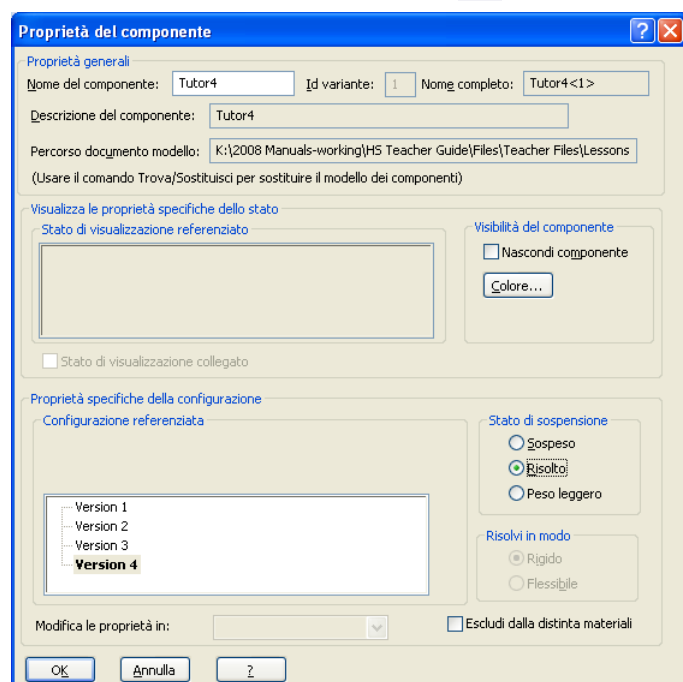 Proprietà del componente
Proprietà generali
Nome del componente: Tutor4 Id variante: 1 Nome completo: Tutor4<1>
Descrizione del componente: Tutor4
Percorso documento modello: K:\2008 Manuals-working\HS Teacher Guide\Files\Teacher Files\Lessons
(Usare il comando Trova/Sostituisci per sostituire il modello dei componenti)
Visualizza le proprietà specifiche dello stato
Stato di visualizzazione referenziato
Visibilità del componente
Nascondi componente
Colore...
Stato di visualizzazione collegato
Proprietà specifiche della configurazione
Configurazione referenziata
Version 1
Version 2
Version 3
Version 4
Stato di sospensione
Sospeso
Risolto
Peso leggero
Risolvi in modo
Rigido
Flessibile
Modifica le proprietà in:
Escludi dalla distinta materiali
OK Annulla ?